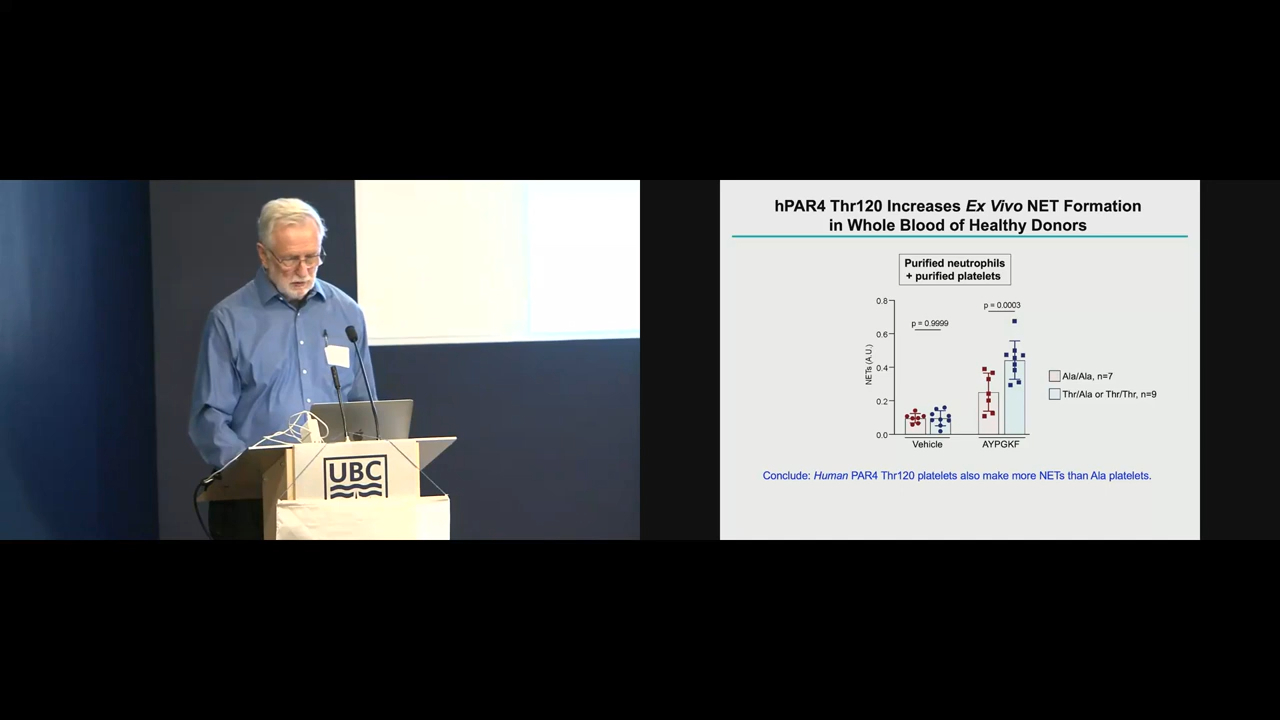 UBC
hPAR4 Thr120 Increases Ex Vivo NET Formation
in Whole Blood of Healthy Donors
Purified neutrophils
+ purified platelets
p = 0.9999
p = 0.0003
NETs (A.U.)
0.8
0.6
0.4
0.2
0.0
Vehicle
AYPGKF
Ala/Ala, n=7
Thr/Ala or Thr/Thr, n=9
Conclude: Human PAR4 Thr120 platelets also make more NETs than Ala platelets.